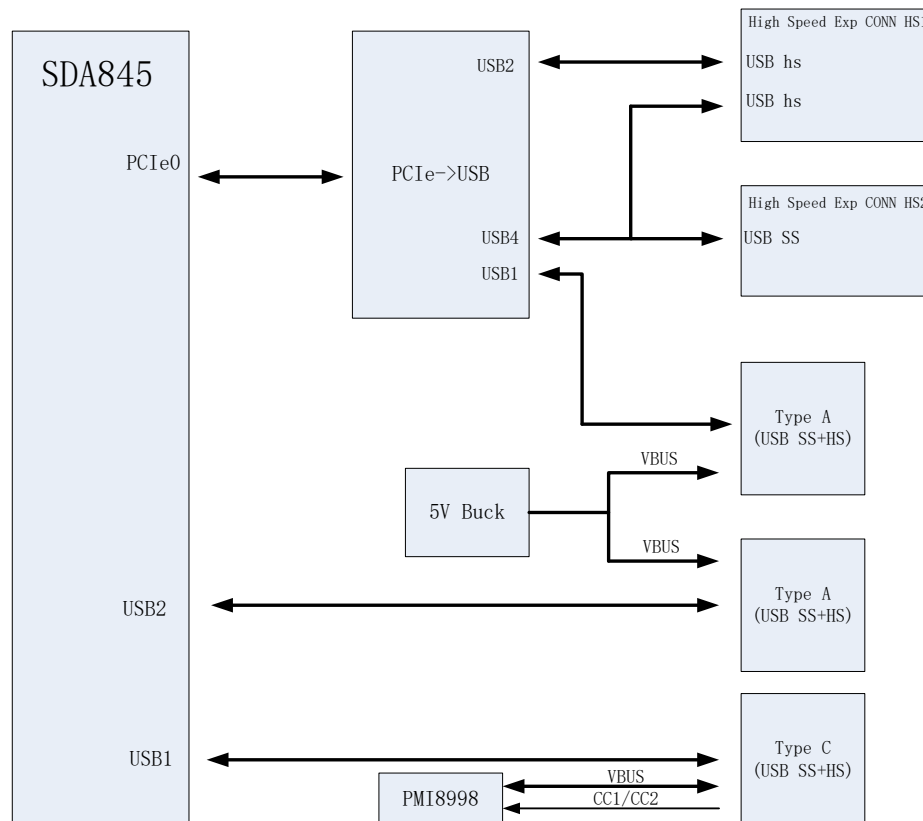 High Speed Exp CONN HS1
SDA845
USB2
USB hs
USB hs
PCIe0
PCIe->USB
High Speed Exp CONN HS2
USB4
USB SS
USB1
Type A
(USB SS+HS)
VBUS
5V Buck
VBUS
Type A
(USB SS+HS)
USB2
USB1
Type C
(USB SS+HS)
VBUS
PMI8998
CC1/CC2